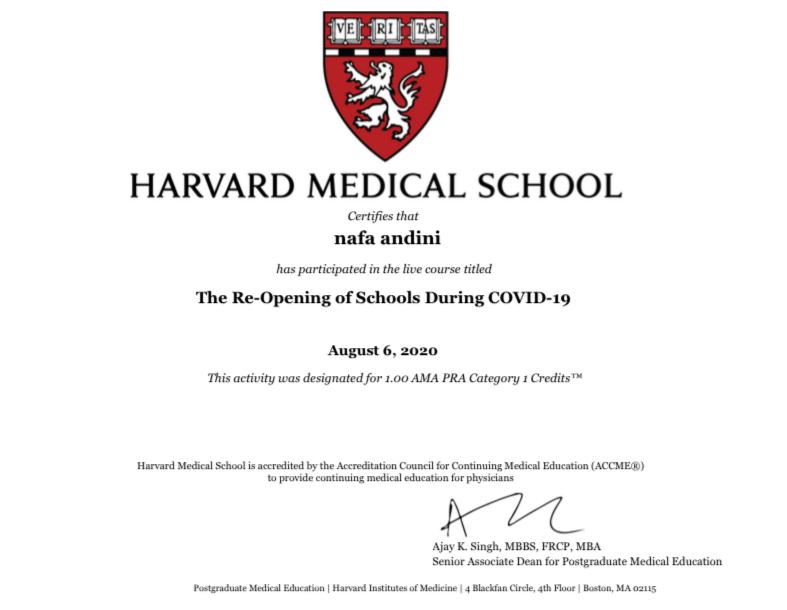 VE RI TAS
HARVARD MEDICAL SCHOOL
Certifies that
nafa andini
has participated in the live course titled
The Re-Opening of Schools During COVID-19
August 6, 2020
This activity was designated for 1.00 AMA PRA Category 1 Credits™
Harvard Medical School is accredited by the Accreditation Council for Continuing Medical Education (ACCME®)
to provide continuing medical education for physicians
Ajay K. Singh, MBBS, FRCP, MBA
Senior Associate Dean for Postgraduate Medical Education
Postgraduate Medical Education | Harvard Institutes of Medicine | 4 Blackfan Circle, 4th Floor | Boston, MA 02115